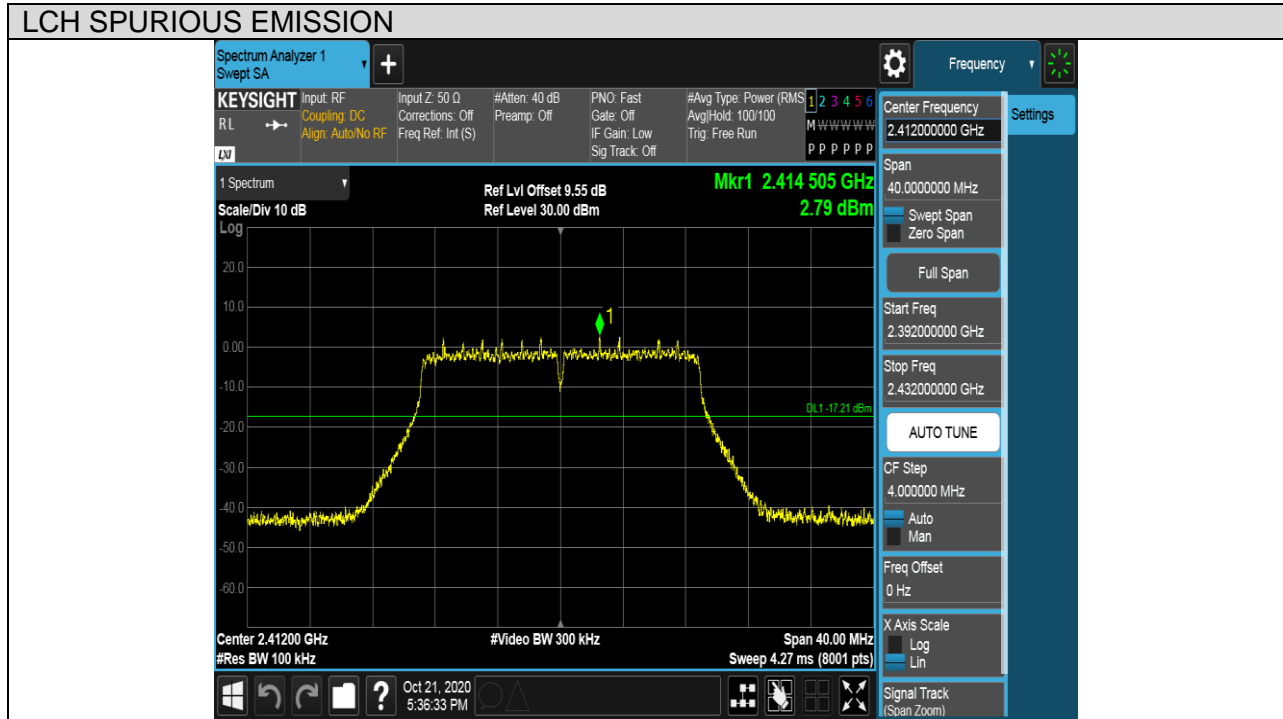 LCH SPURIOUS EMISSION
Spectrum Analyzer 1
Swept SA
+
Frequency
KEYSIGHT
RL
LXI
Input: RF
Coupling: DC
Align: Auto/No RF
Input Z: 50 Ω
Corrections: Off
Freq Ref: Int (S)
#Atten: 40 dB
Preamp: Off
PNO: Fast
Gate: Off
IF Gain: Low
Sig Track: Off
#Avg Type: Power (RMS
Avg|Hold: 100/100
Trig: Free Run
1 2 3 4 5 6
M W W W W W
P P P P P P
1 Spectrum
Scale/Div 10 dB
Log
Ref Lvl Offset 9.55 dB
Ref Level 30.00 dBm
Mkr1 2.414 505 GHz
2.79 dBm
20.0
10.0
0.00
-10.0
-20.0
-30.0
-40.0
-50.0
-60.0
1
DL1 -17.21 dBm
Center 2.41200 GHz
#Res BW 100 kHz
#Video BW 300 kHz
Span 40.00 MHz
Sweep 4.27 ms (8001 pts)
?
Oct 21, 2020
5:36:33 PM
Center Frequency
2.412000000 GHz
Settings
Span
40.0000000 MHz
Swept Span
Zero Span
Full Span
Start Freq
2.392000000 GHz
Stop Freq
2.432000000 GHz
AUTO TUNE
CF Step
4.000000 MHz
Auto
Man
Freq Offset
0 Hz
X Axis Scale
Log
Lin
Signal Track
(Span Zoom)